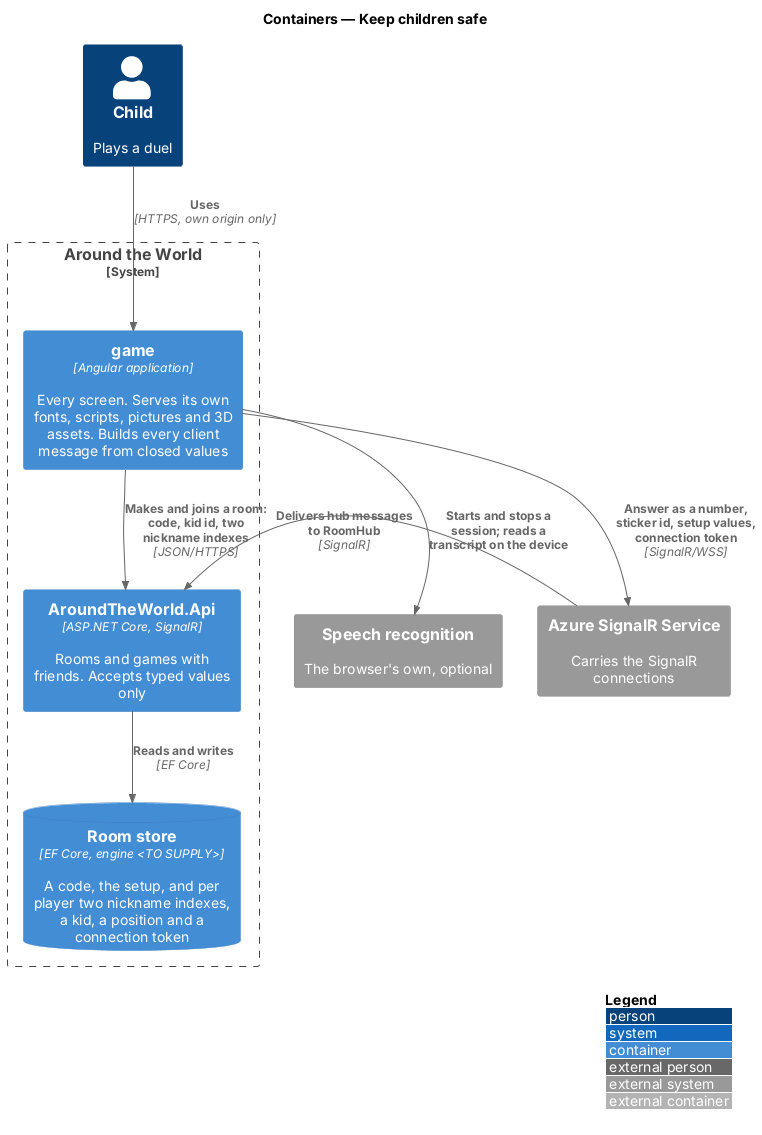 Containers — Keep children safe
Child
Plays a duel
Uses
[HTTPS, own origin only]
Around the World
[System]
game
[Angular application]
Every screen. Serves its own
fonts, scripts, pictures and 3D
assets. Builds every client
message from closed values
Makes and joins a room:
code, kid id, two
nickname indexes
[JSON/HTTPS]
Delivers hub messages
to RoomHub
[SignalR]
Starts and stops a
session; reads a
transcript on the device
Answer as a number,
sticker id, setup values,
connection token
[SignalR/WSS]
AroundTheWorld.Api
[ASP.NET Core, SignalR]
Rooms and games with
friends. Accepts typed values
only
Speech recognition
The browser's own, optional
Azure SignalR Service
Carries the SignalR
connections
Reads and writes
[EF Core]
Room store
[EF Core, engine <TO SUPPLY>]
A code, the setup, and per
player two nickname indexes,
a kid, a position and a
connection token
Legend
person
system
container
external person
external system
external container